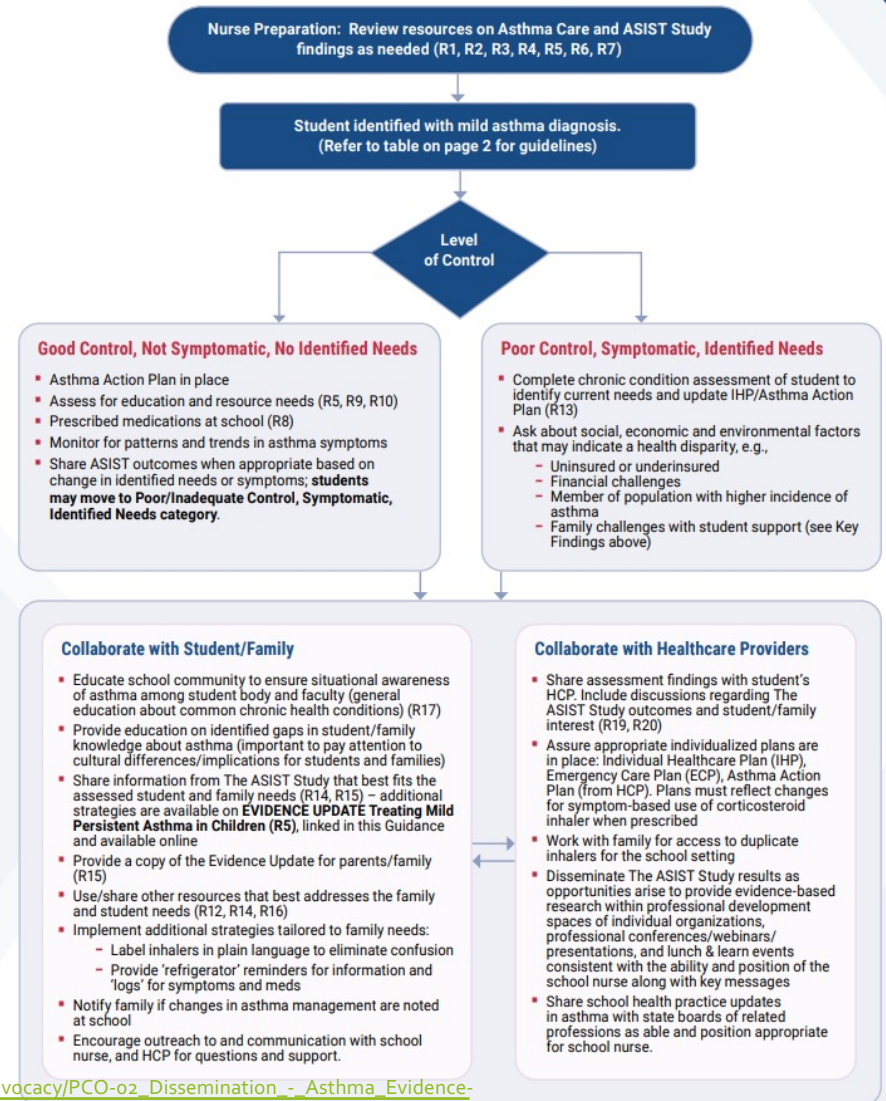 Nurse Preparation: Review resources on Asthma Care and ASIST Study
findings as needed (R1, R2, R3, R4, R5, R6, R7)
Student identified with mild asthma diagnosis.
(Refer to table on page 2 for guidelines)
Level
of Control
Good Control, Not Symptomatic, No Identified Needs
▪ Asthma Action Plan in place
▪ Assess for education and resource needs (R5, R9, R10)
▪ Prescribed medications at school (R8)
▪ Monitor for patterns and trends in asthma symptoms
▪ Share ASIST outcomes when appropriate based on
change in identified needs or symptoms; students
may move to Poor/Inadequate Control, Symptomatic,
Identified Needs category.
Poor Control, Symptomatic, Identified Needs
▪ Complete chronic condition assessment of student to
identify current needs and update IHP/Asthma Action
Plan (R13)
▪ Ask about social, economic and environmental factors
that may indicate a health disparity, e.g.,
– Uninsured or underinsured
– Financial challenges
– Member of population with higher incidence of
asthma
– Family challenges with student support (see Key
Findings above)
Collaborate with Student/Family
▪ Educate school community to ensure situational awareness
of asthma among student body and faculty (general
education about common chronic health conditions) (R17)
▪ Provide education on identified gaps in student/family
knowledge about asthma (important to pay attention to
cultural differences/implications for students and families)
▪ Share information from The ASIST Study that best fits the
assessed student and family needs (R14, R15) – additional
strategies are available on EVIDENCE UPDATE Treating Mild
Persistent Asthma in Children (R5), linked in this Guidance
and available online
▪ Provide a copy of the Evidence Update for parents/family
(R15)
▪ Use/share other resources that best addresses the family
and student needs (R12, R14, R16)
▪ Implement additional strategies tailored to family needs:
– Label inhalers in plain language to eliminate confusion
– Provide 'refrigerator' reminders for information and
'logs' for symptoms and meds
▪ Notify family if changes in asthma management are noted
at school
▪ Encourage outreach to and communication with school
nurse, and HCP for questions and support.
Collaborate with Healthcare Providers
▪ Share assessment findings with student's
HCP. Include discussions regarding The
ASIST Study outcomes and student/family
interest (R19, R20)
▪ Assure appropriate individualized plans are
in place: Individual Healthcare Plan (IHP),
Emergency Care Plan (ECP), Asthma Action
Plan (from HCP). Plans must reflect changes
for symptom-based use of corticosteroid
inhaler when prescribed
▪ Work with family for access to duplicate
inhalers for the school setting
▪ Disseminate The ASIST Study results as
opportunities arise to provide evidence-based
research within professional development
spaces of individual organizations,
professional conferences/webinars/
presentations, and lunch & learn events
consistent with the ability and position of the
school nurse along with key messages
▪ Share school health practice updates
in asthma with state boards of related
professions as able and position appropriate
for school nurse.
vocacy/PCO-02_Dissemination_-_Asthma_Evidence-